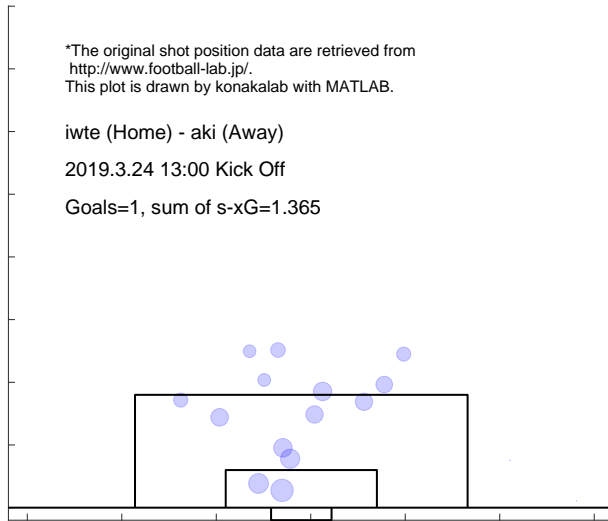 *The original shot position data are retrieved from
http://www.football-lab.jp/.
This plot is drawn by konakalab with MATLAB.
iwte (Home) - aki (Away)
2019.3.24 13:00 Kick Off
Goals=1, sum of s-xG=1.365